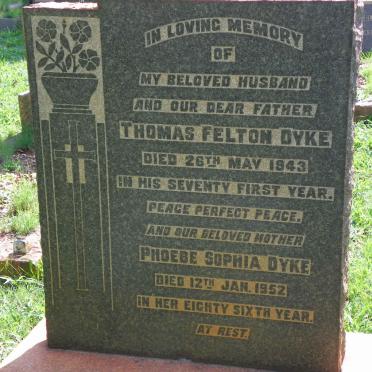 IN LOVING MEMORY
OF
MY BELOVED HUSBAND
AND OUR DEAR FATHER
THOMAS FELTON DYKE
DIED 26TH MAY 1943
IN HIS SEVENTY FIRST YEAR.
PEACE PERFECT PEACE.
AND OUR BELOVED MOTHER
PHOEBE SOPHIA DYKE
DIED 12TH JAN. 1952
IN HER EIGHTY SIXTH YEAR.
AT REST.